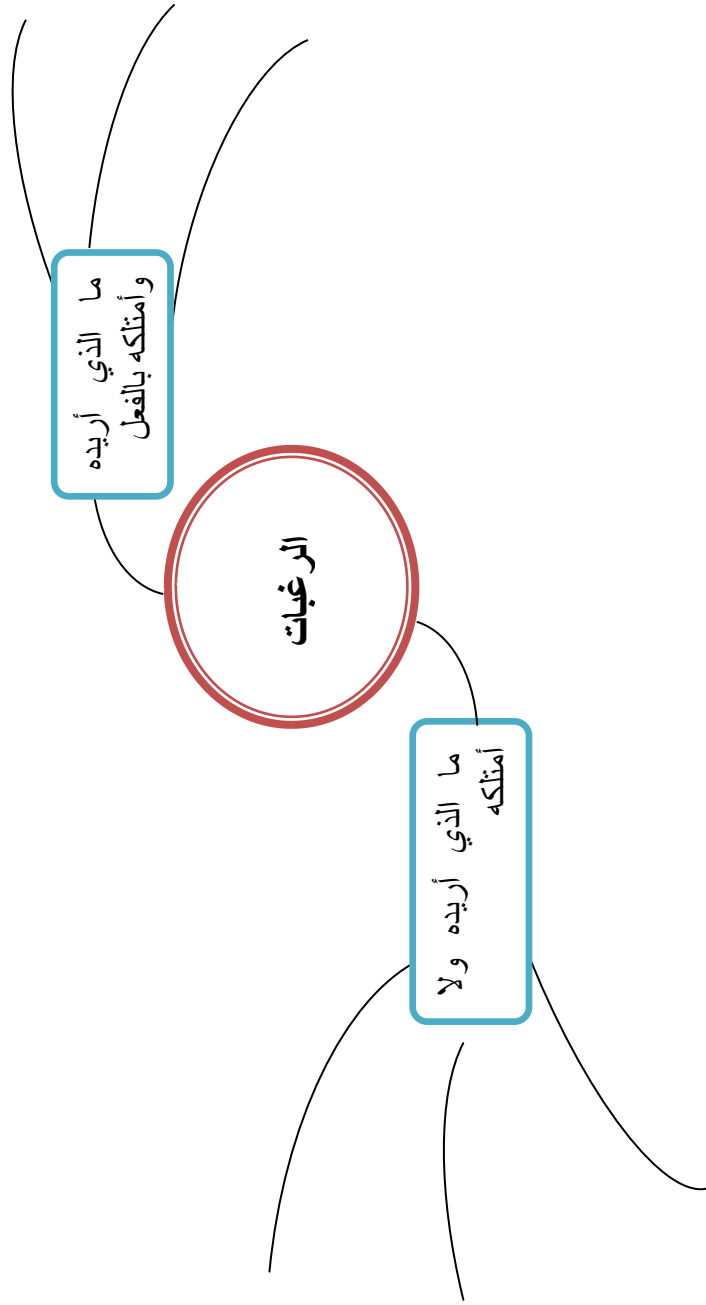 ما الذي أريده
وأمتلكه بالفعل
الرغبات
ما الذي أريده ولا
أمتلكه